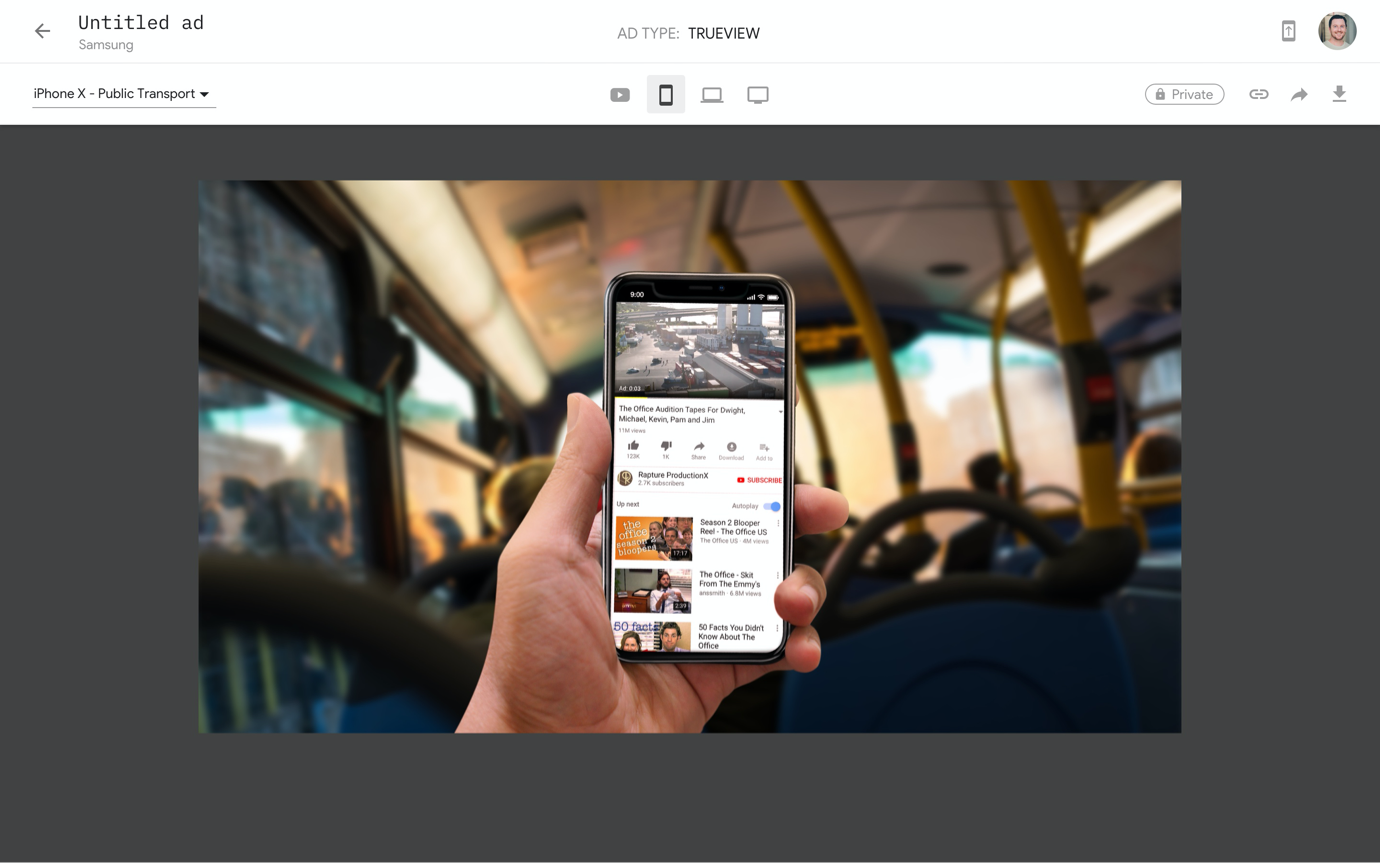 Untitled ad
Samsung
AD TYPE: TRUEVIEW
iPhone X - Public Transport
Private
9:00
Ad: 0:03
The Office Audition Tapes For Dwight,
Michael, Kevin, Pam and Jim
11M views
123K
1K
Share
Download
Add to
Rapture ProductionX
2.7K subscribers
SUBSCRIBE
Up next
Autoplay
the
office
season 2
bloopers
17:17
Season 2 Blooper
Reel - The Office US
The Office US · 4M views
2:39
The Office - Skit
From The Emmy's
anesmith · 6.8M views
50 facts
50 Facts You Didn't
Know About The
Office